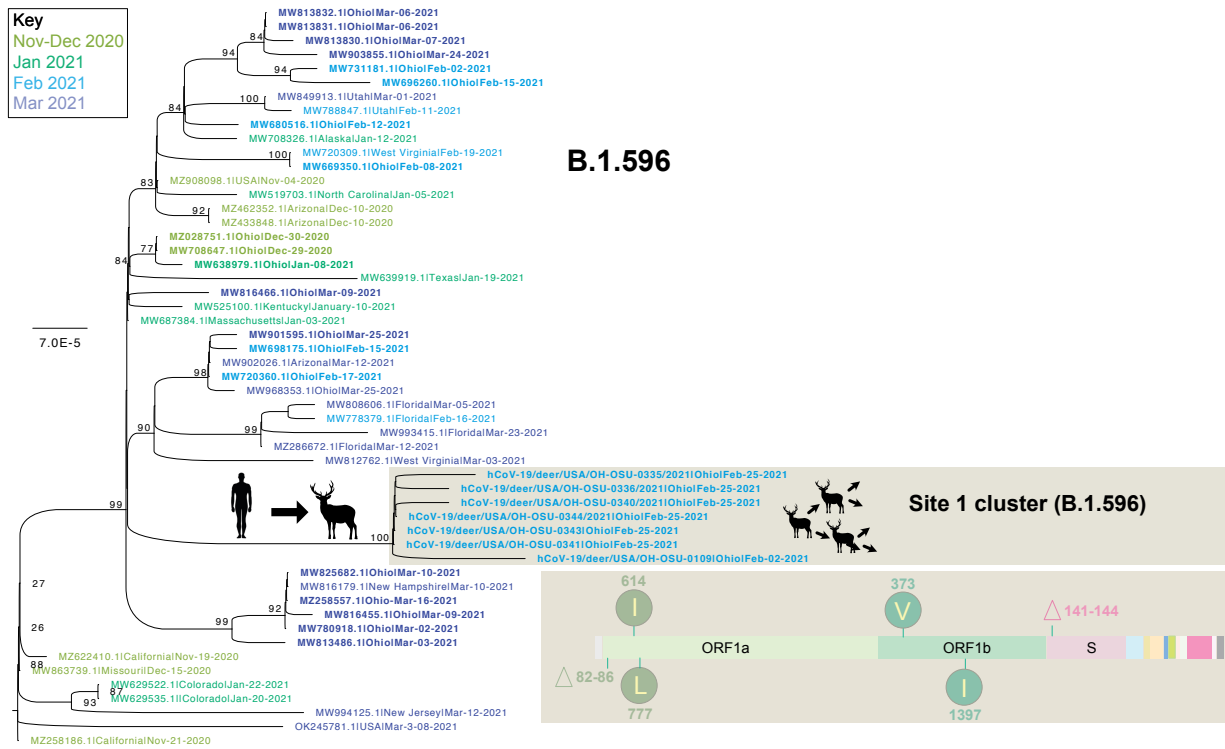 Key
Nov-Dec 2020
Jan 2021
Feb 2021
Mar 2021
MW813832.1|Ohio|Mar-06-2021
MW813831.1|Ohio|Mar-06-2021
84
MW813830.1|Ohio|Mar-07-2021
94
MW903855.1|Ohio|Mar-24-2021
94
MW731181.1|Ohio|Feb-02-2021
MW696260.1|Ohio|Feb-15-2021
100
MW849913.1|Utah|Mar-01-2021
84
MW788847.1|Utah|Feb-11-2021
MW680516.1|Ohio|Feb-12-2021
MW708326.1|Alaska|Jan-12-2021
100
MW720309.1|West Virginia|Feb-19-2021
MW669350.1|Ohio|Feb-08-2021
B.1.596
83
MZ908098.1|USA|Nov-04-2020
MW519703.1|North Carolina|Jan-05-2021
92
MZ462352.1|Arizona|Dec-10-2020
MZ433848.1|Arizona|Dec-10-2020
MZ028751.1|Ohio|Dec-30-2020
77
MW708647.1|Ohio|Dec-29-2020
84
MW638979.1|Ohio|Jan-08-2021
MW639919.1|Texas|Jan-19-2021
MW816466.1|Ohio|Mar-09-2021
MW525100.1|Kentucky|January-10-2021
MW687384.1|Massachusetts|Jan-03-2021
7.0E-5
MW901595.1|Ohio|Mar-25-2021
MW698175.1|Ohio|Feb-15-2021
MW902026.1|Arizona|Mar-12-2021
98
MW720360.1|Ohio|Feb-17-2021
MW968353.1|Ohio|Mar-25-2021
MW808606.1|Florida|Mar-05-2021
90
MW778379.1|Florida|Feb-16-2021
99
MW993415.1|Florida|Mar-23-2021
MZ286672.1|Florida|Mar-12-2021
MW812762.1|West Virginia|Mar-03-2021
hCoV-19/deer/USA/OH-OSU-0335/2021|Ohio|Feb-25-2021
hCoV-19/deer/USA/OH-OSU-0336/2021|Ohio|Feb-25-2021
99
hCoV-19/deer/USA/OH-OSU-0340/2021|Ohio|Feb-25-2021
Site 1 cluster (B.1.596)
hCoV-19/deer/USA/OH-OSU-0344/2021|Ohio|Feb-25-2021
hCoV-19/deer/USA/OH-OSU-0343|Ohio|Feb-25-2021
100
hCoV-19/deer/USA/OH-OSU-0341|Ohio|Feb-25-2021
hCoV-19/deer/USA/OH-OSU-0109|Ohio|Feb-02-2021
27
MW825682.1|Ohio|Mar-10-2021
MW816179.1|New Hampshire|Mar-10-2021
MZ258557.1|Ohio-Mar-16-2021
92
MW816455.1|Ohio|Mar-09-2021
99
26
MW780918.1|Ohio|Mar-02-2021
MW813486.1|Ohio|Mar-03-2021
MZ622410.1|California|Nov-19-2020
88
MW863739.1|Missouri|Dec-15-2020
MW629522.1|Colorado|Jan-22-2021
87
93
MW629535.1|Colorado|Jan-20-2021
MW994125.1|New Jersey|Mar-12-2021
OK245781.1|USA|Mar-3-08-2021
MZ258186.1|California|Nov-21-2020
614
373
I
V
△ 141-144
ORF1a
ORF1b
S
△ 82-86
L
I
777
1397